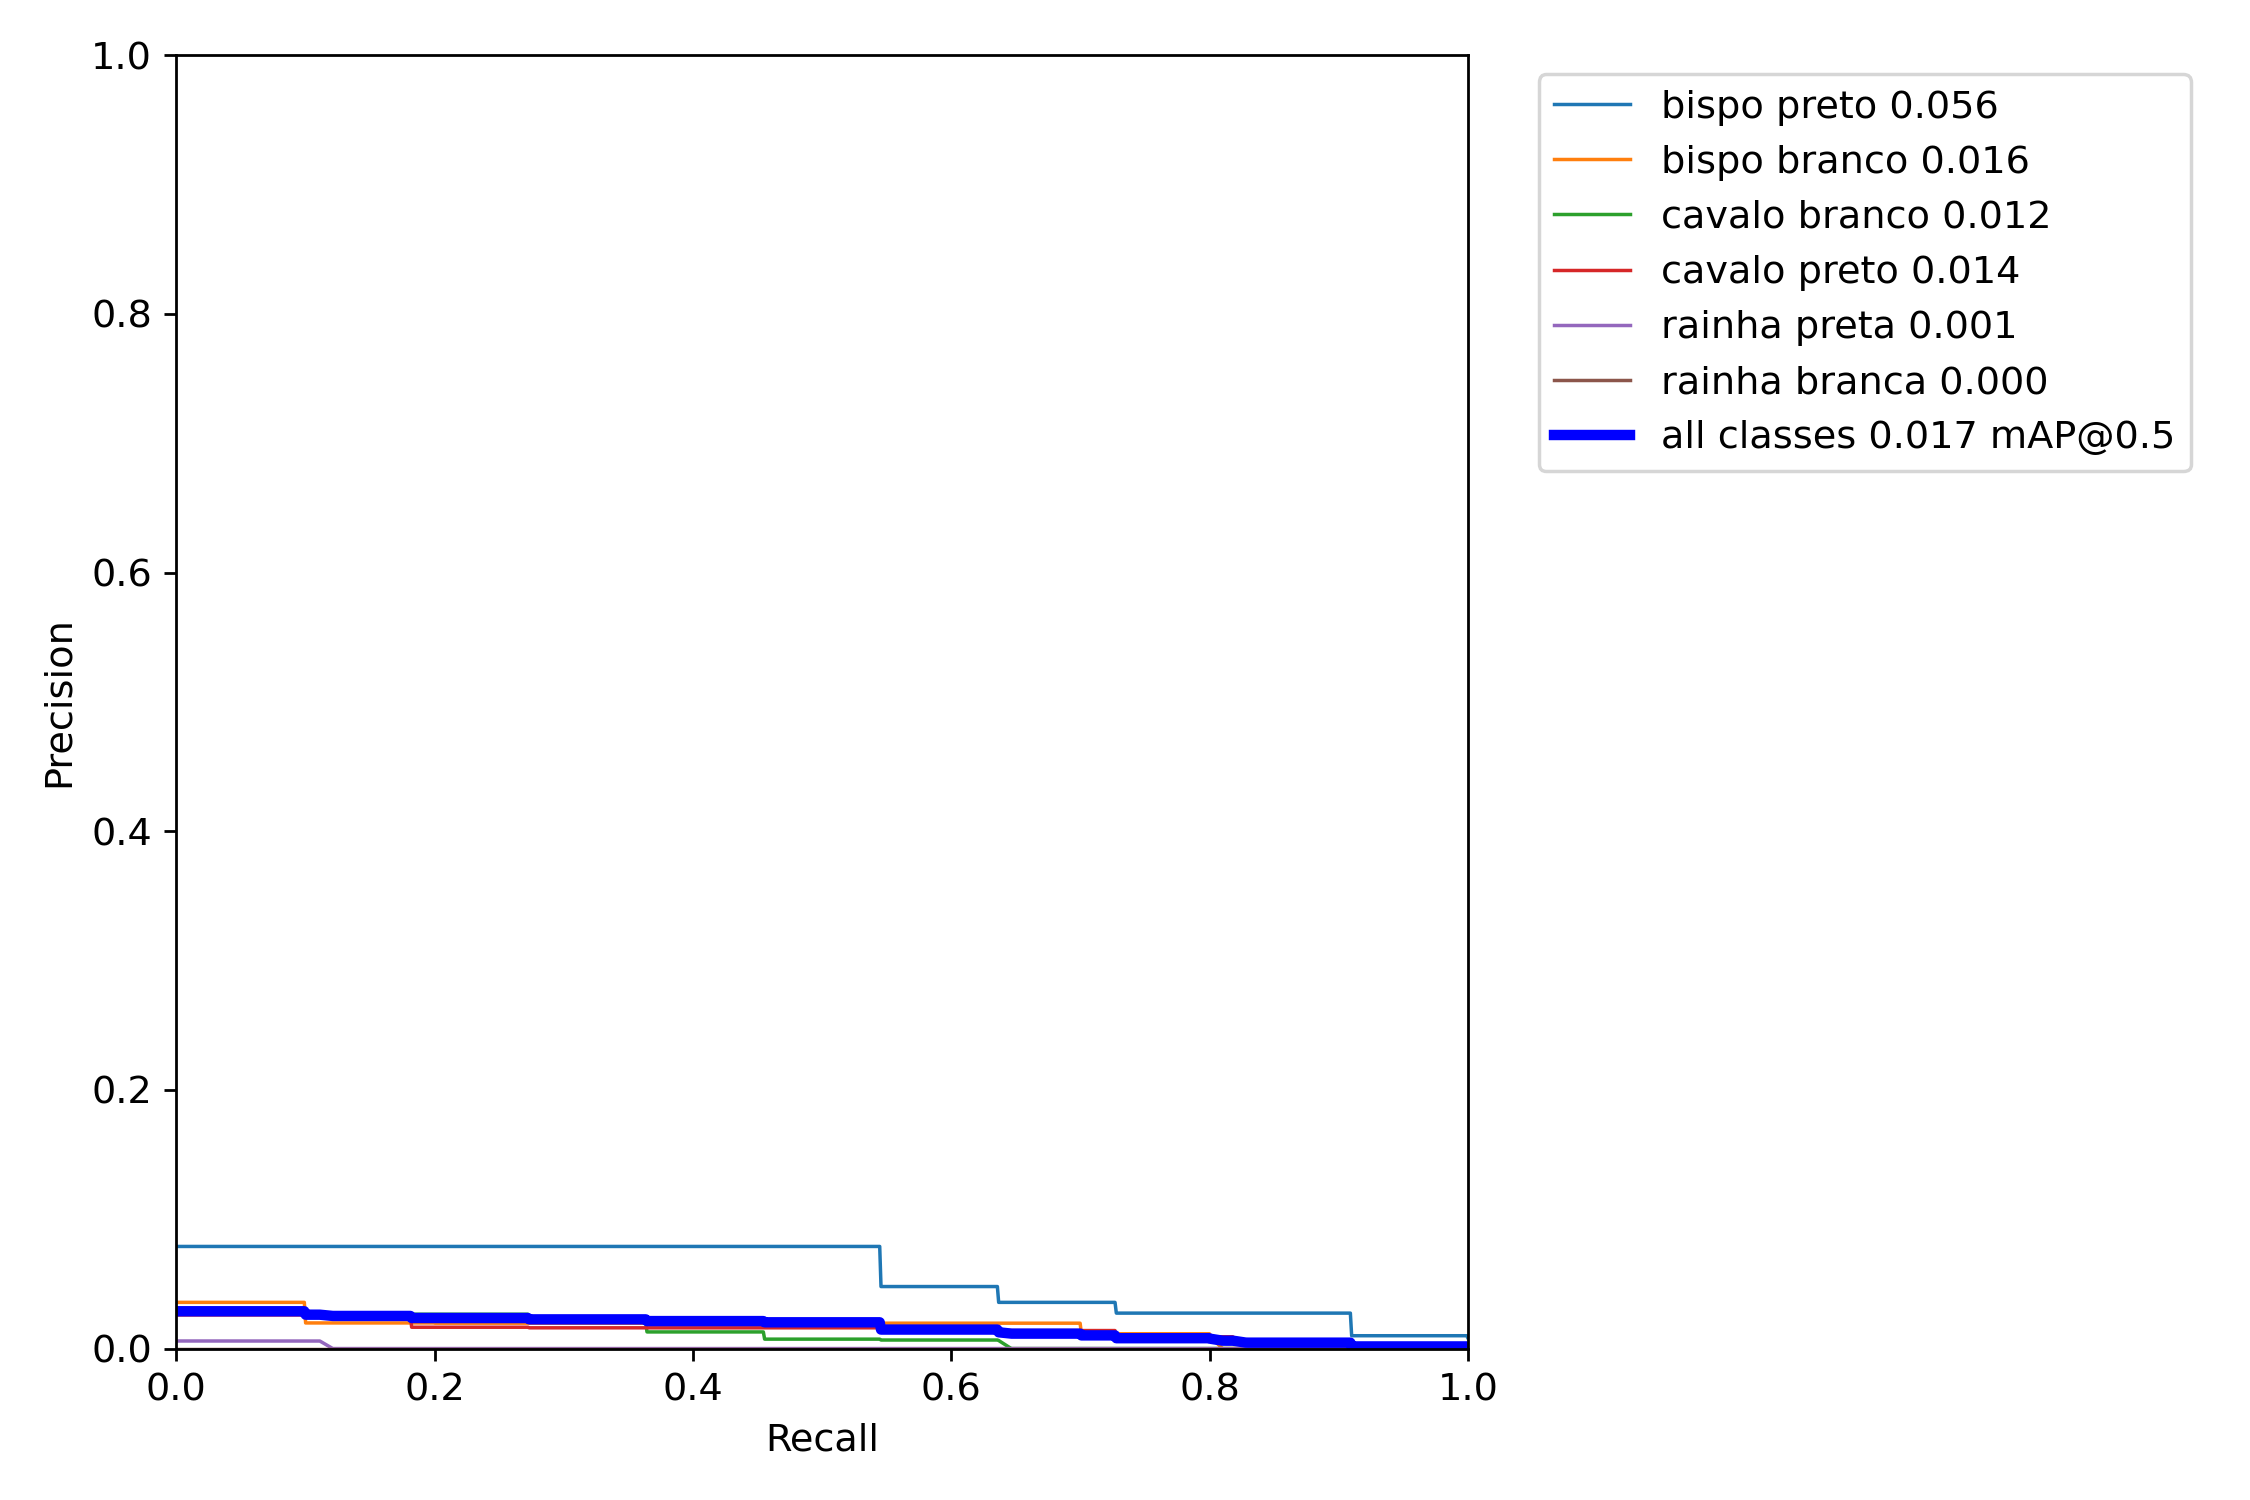 1.0
0.8
0.6
0.4
0.2
0.0
Precision
0.0 0.2 0.4 0.6 0.8 1.0
Recall
bispo preto 0.056
bispo branco 0.016
cavalo branco 0.012
cavalo preto 0.014
rainha preta 0.001
rainha branca 0.000
all classes 0.017 mAP@0.5